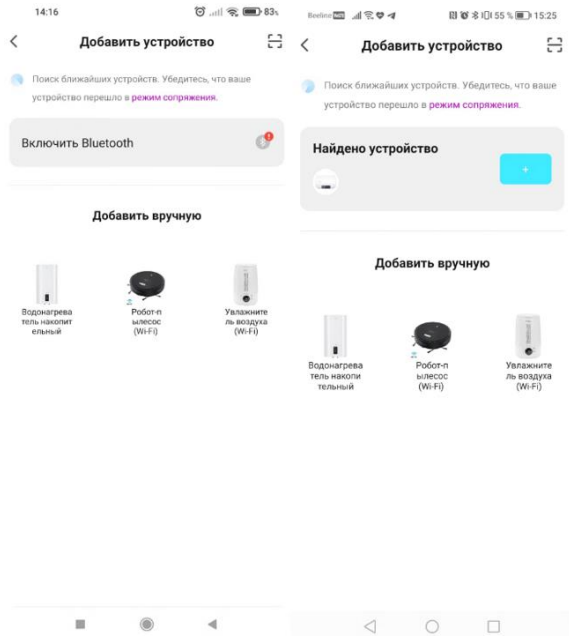 14:16
83%
Добавить устройство
Поиск ближайших устройств. Убедитесь, что ваше
устройство перешло в режим сопряжения.
Включить Bluetooth
Добавить вручную
Водонагрева
тель накопит
ельный
Робот-п
ылесос
(Wi-Fi)
Увлажните
ль воздуха
(Wi-Fi)
Beeline
55 %
15:25
Добавить устройство
Поиск ближайших устройств. Убедитесь, что ваше
устройство перешло в режим сопряжения.
Найдено устройство
+
Добавить вручную
Водонагрева
тель накопи
тельный
Робот-п
ылесос
(Wi-Fi)
Увлажните
ль воздуха
(Wi-Fi)